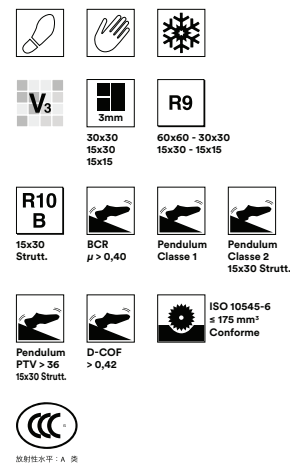 V3
3mm
R9
30x30
15x30
15x15
60x60 - 30x30
15x30 - 15x15
R10
B
15x30
Strutt.
BCR
μ > 0,40
Pendulum
Classe 1
Pendulum
Classe 2
15x30 Strutt.
ISO 10545-6
≤ 175 mm³
Conforme
Pendulum
PTV > 36
15x30 Strutt.
D-COF
> 0,42
CCC
放射性水平：A 类